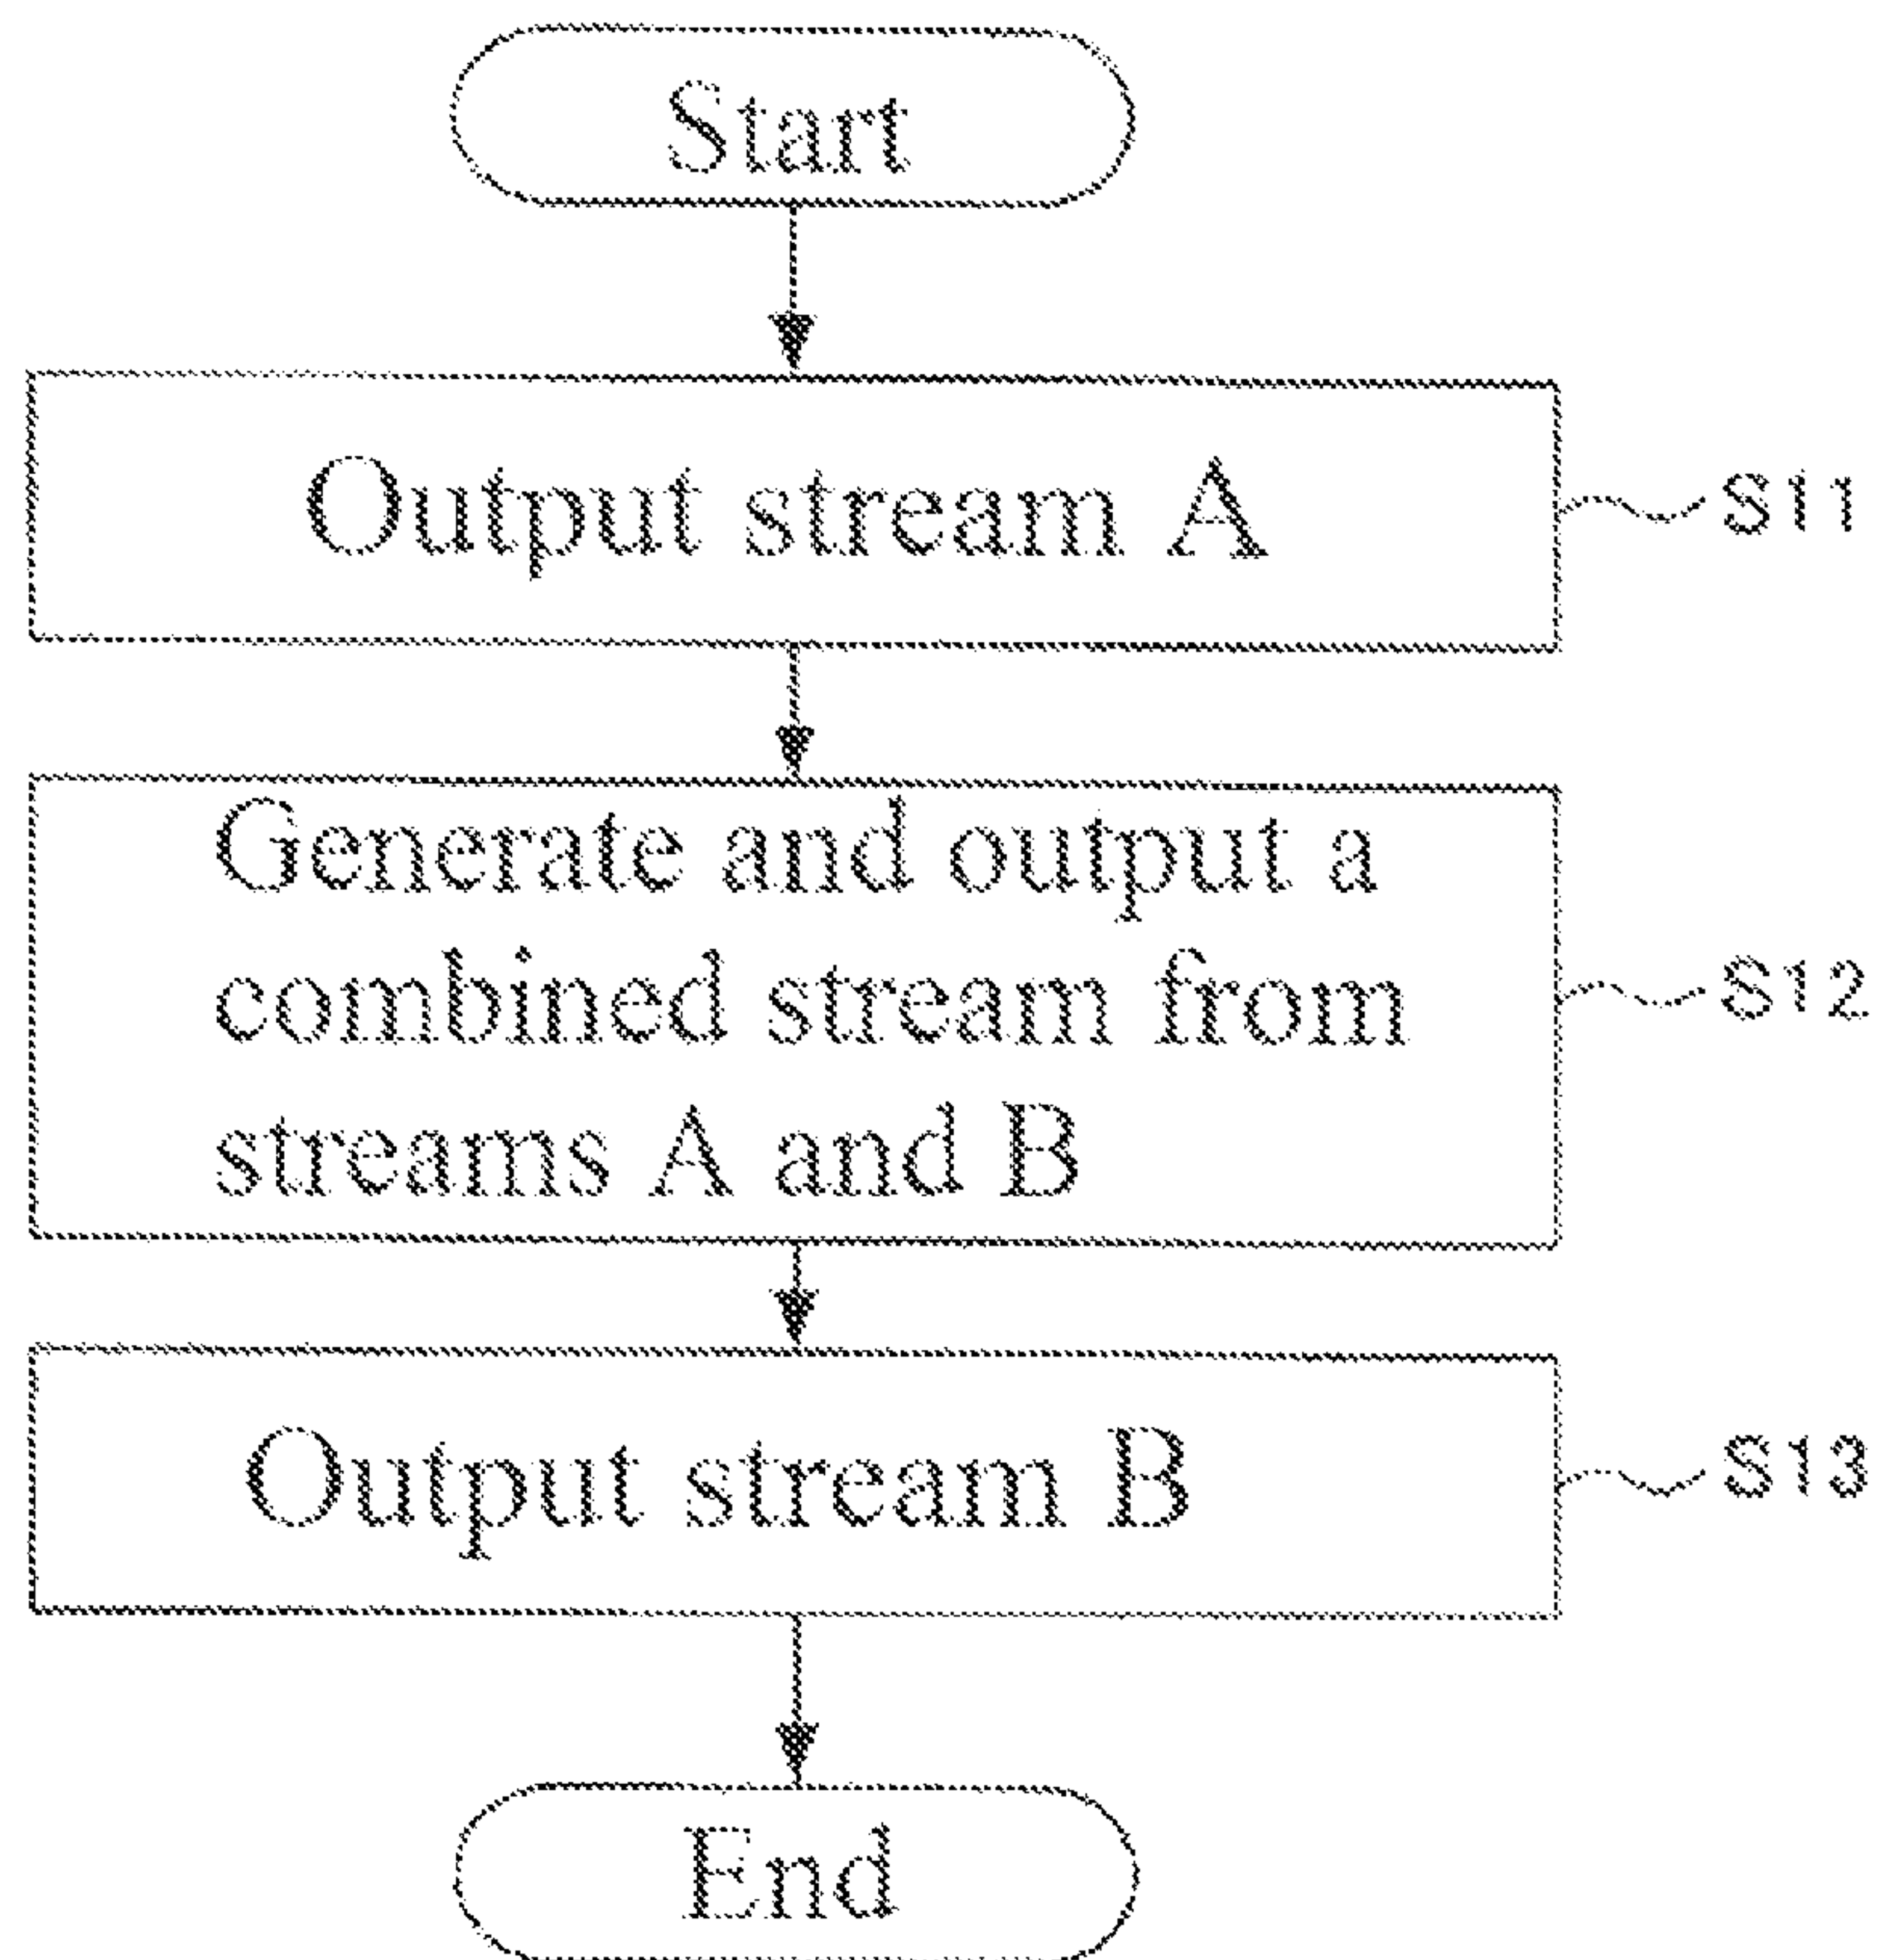 Start
Output stream A
S11
Generate and output a
combined stream from
streams A and B
S12
Output stream B
S13
End